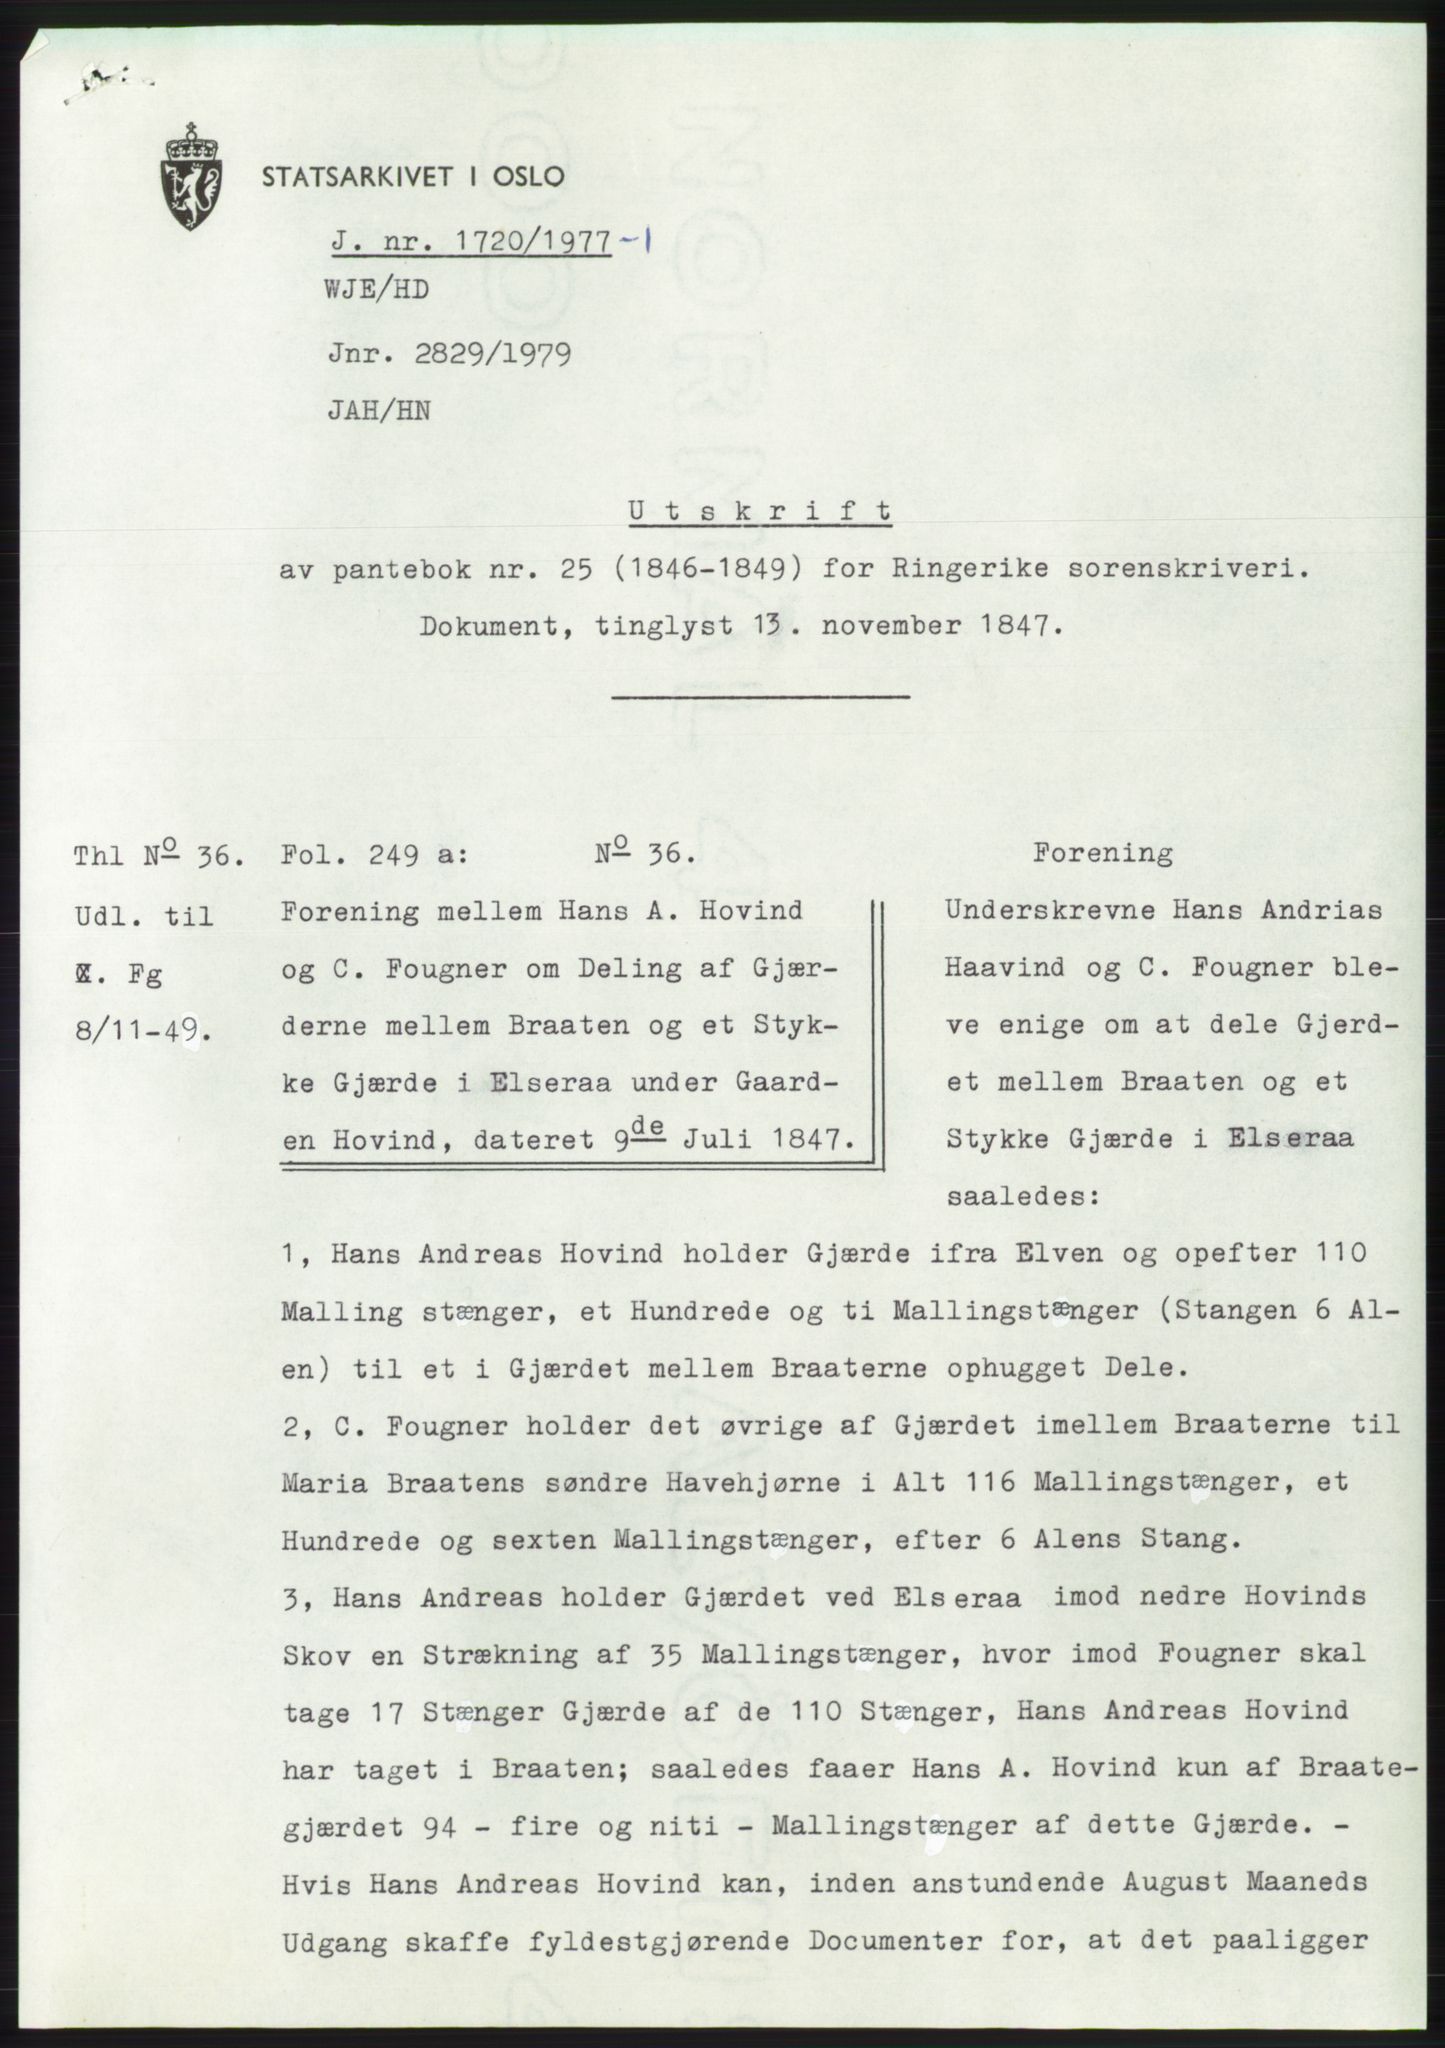 STATSARKIVET I OSLO
J. nr. 1720/1977-1
WJE/HD
Jnr. 2829/1979
JAH/HN
Utskrift
av pantebok nr. 25 (1846-1849) for Ringerike sorenskriveri.
Dokument, tinglyst 13. november 1847.
Thl No 36.
Udl. til
X. Fg
8/11-49.
Fol. 249 a: No 36.
Forening mellem Hans A. Hovind
og C. Fougner om Deling af Gjær-
derne mellem Braaten og et Styk-
ke Gjærde i Elseraa under Gaard-
en Hovind, dateret 9de Juli 1847.
Forening
Underskrevne Hans Andrias
Haavind og C. Fougner ble-
ve enige om at dele Gjerd-
et mellem Braaten og et
Stykke Gjærde i Elseraa
saaledes:
1, Hans Andreas Hovind holder Gjærde ifra Elven og opefter 110
Malling stænger, et Hundrede og ti Mallingstænger (Stangen 6 Al-
en) til et i Gjærdet mellem Braaterne ophugget Dele.
2, C. Fougner holder det øvrige af Gjærdet imellem Braaterne til
Maria Braatens søndre Havehjørne i Alt 116 Mallingstænger, et
Hundrede og sexten Mallingstænger, efter 6 Alens Stang.
3, Hans Andreas holder Gjærdet ved Elseraa imod nedre Hovinds
Skov en Strækning af 35 Mallingstænger, hvor imod Fougner skal
tage 17 Stænger Gjærde af de 110 Stænger, Hans Andreas Hovind
har taget i Braaten; saaledes faaer Hans A. Hovind kun af Braate-
gjærdet 94 - fire og niti - Mallingstænger af dette Gjærde. -
Hvis Hans Andreas Hovind kan, inden anstundende August Maaneds
Udgang skaffe fyldestgjørende Documenter for, at det paaligger